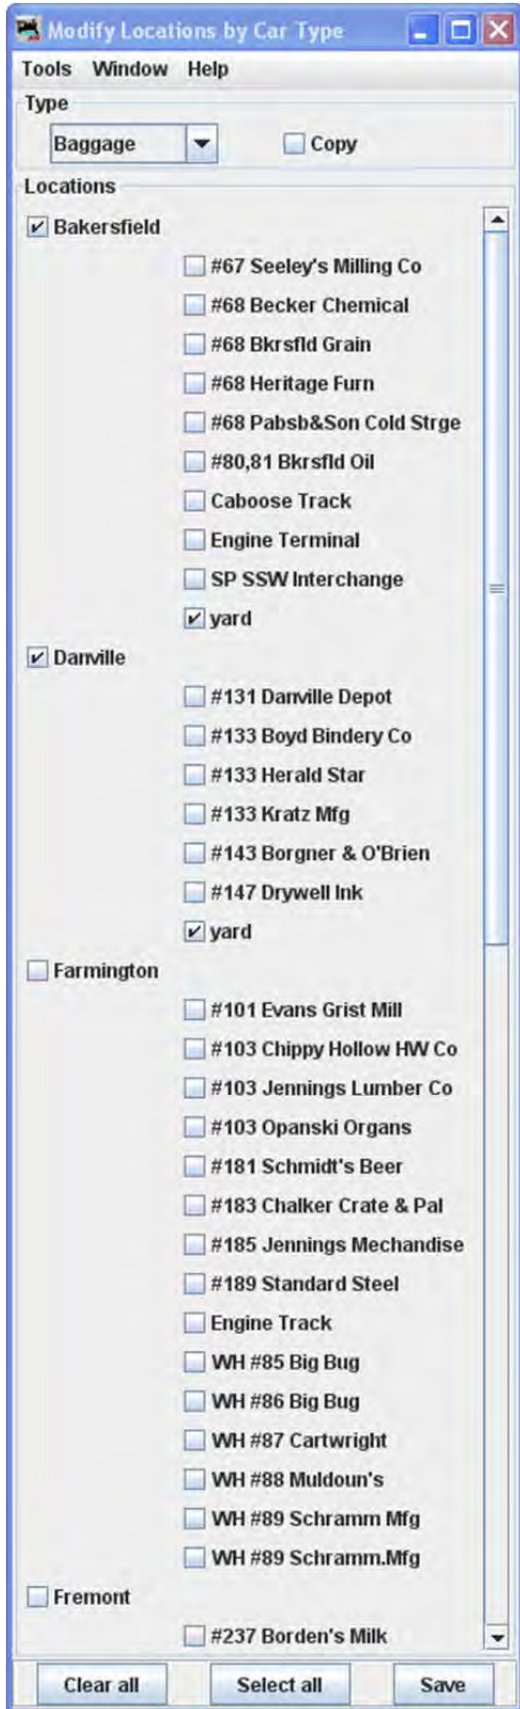 Modify Locations by Car Type
Tools Window Help
Type
Baggage Copy
Locations
Bakersfield
#67 Seeley's Milling Co
#68 Becker Chemical
#68 Bkrsfld Grain
#68 Heritage Furn
#68 Pabsb&Son Cold Strge
#80,81 Bkrsfld Oil
Caboose Track
Engine Terminal
SP SSW Interchange
yard
Danville
#131 Danville Depot
#133 Boyd Bindery Co
#133 Herald Star
#133 Kratz Mfg
#143 Borgner & O'Brien
#147 Drywell Ink
yard
Farmington
#101 Evans Grist Mill
#103 Chippy Hollow HW Co
#103 Jennings Lumber Co
#103 Opanski Organs
#181 Schmidt's Beer
#183 Chalker Crate & Pal
#185 Jennings Mechandise
#189 Standard Steel
Engine Track
WH #85 Big Bug
WH #86 Big Bug
WH #87 Cartwright
WH #88 Muldoun's
WH #89 Schramm Mfg
WH #89 Schramm.Mfg
Fremont
#237 Borden's Milk
Clear all Select all Save